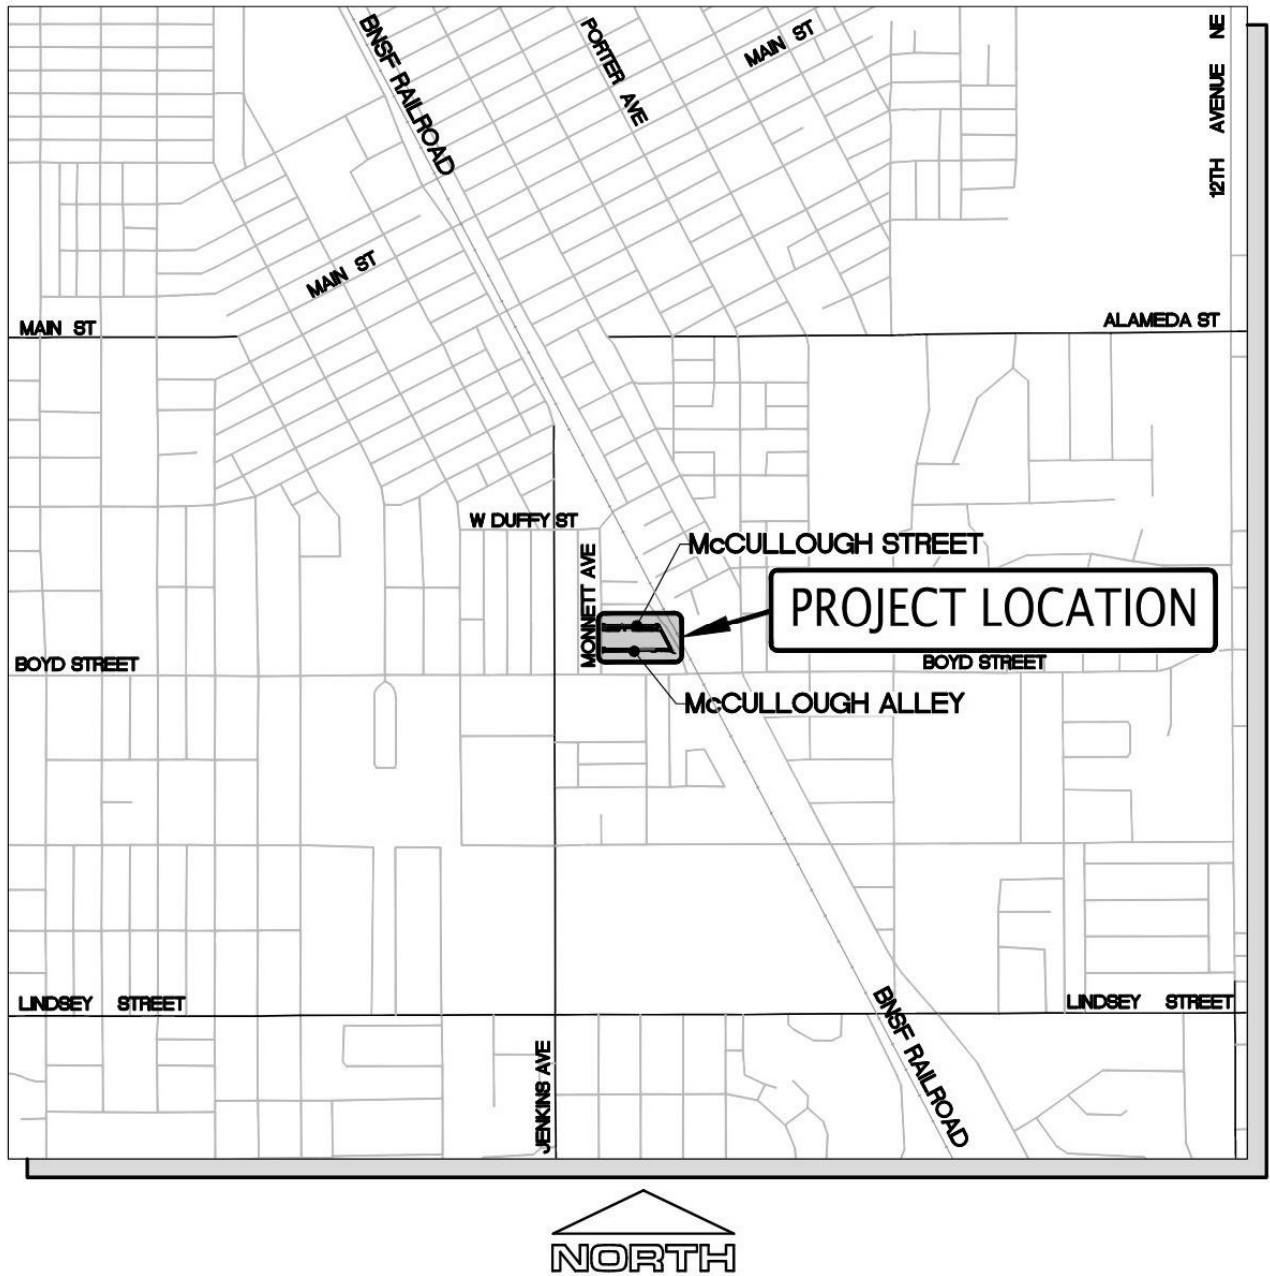 BNSF RAILROAD
PORTER AVE
MAIN ST
12TH AVENUE NE
MAIN ST
MAIN ST
ALAMEDA ST
W DUFFY ST
McCULLOUGH STREET
MONNETT AVE
PROJECT LOCATION
BOYD STREET
BOYD STREET
McCULLOUGH ALLEY
LINDSEY STREET
LINDSEY STREET
BNSF RAILROAD
JENKINS AVE
NORTH